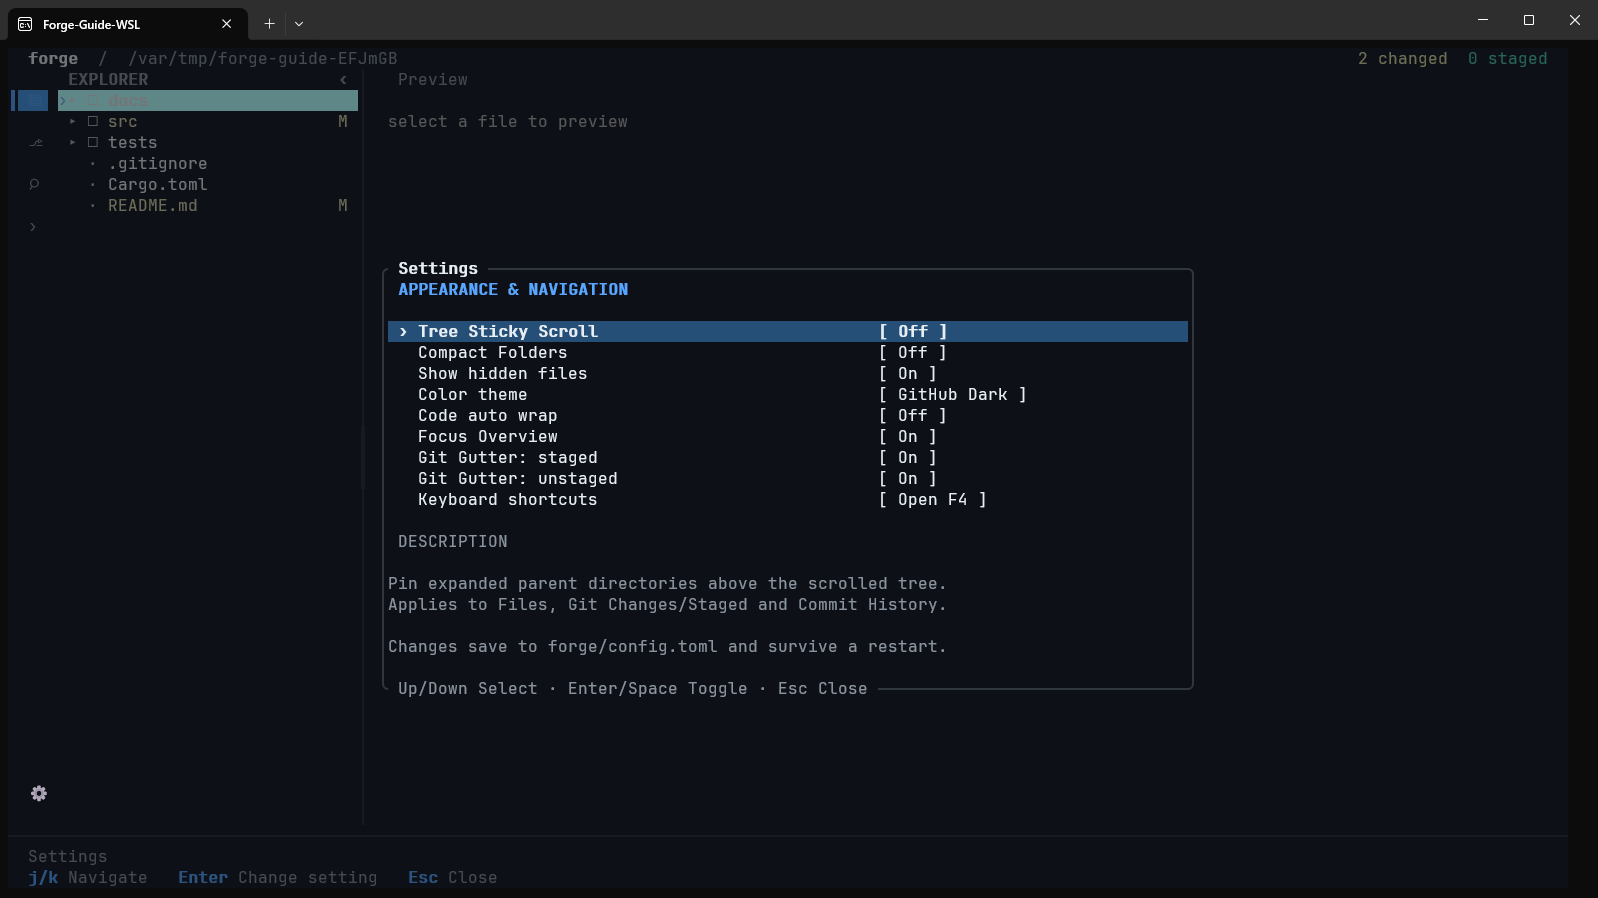 Forge-Guide-WSL
forge / /var/tmp/forge-guide-EFJmGB 2 changed 0 staged
EXPLORER ‹ Preview
› ▸ □ docs
▸ □ src M select a file to preview
▸ □ tests
· .gitignore
· Cargo.toml
· README.md M
›
Settings
APPEARANCE & NAVIGATION
› Tree Sticky Scroll [ Off ]
Compact Folders [ Off ]
Show hidden files [ On ]
Color theme [ GitHub Dark ]
Code auto wrap [ Off ]
Focus Overview [ On ]
Git Gutter: staged [ On ]
Git Gutter: unstaged [ On ]
Keyboard shortcuts [ Open F4 ]
DESCRIPTION
Pin expanded parent directories above the scrolled tree.
Applies to Files, Git Changes/Staged and Commit History.
Changes save to forge/config.toml and survive a restart.
Up/Down Select · Enter/Space Toggle · Esc Close
Settings
j/k Navigate Enter Change setting Esc Close